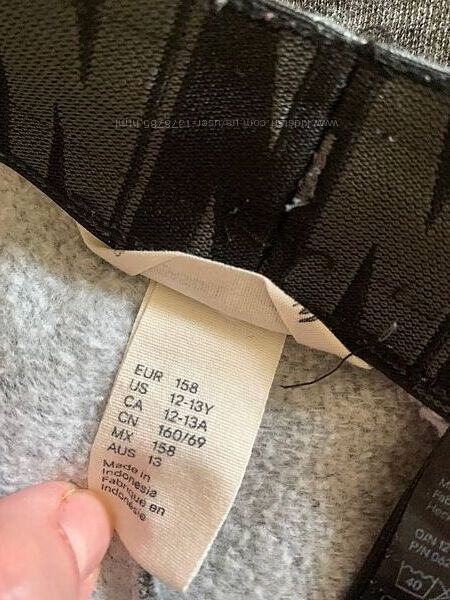 EUR 158
US 12-13Y
CA 12-13A
CN 160/69
MX 158
AUS 13
Made in
Indonesia
Fabriqué en
Indonésie
40